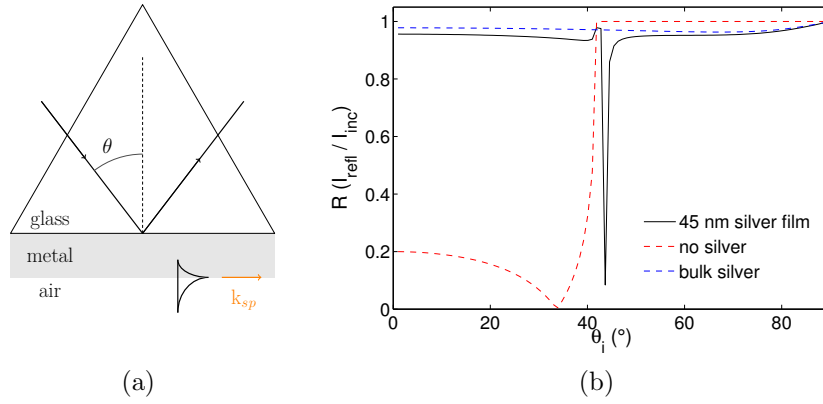 θ
glass
metal
air
k_sp
(a)
1
0.8
0.6
0.4
0.2
0
R (I_refl / I_inc)
45 nm silver film
no silver
bulk silver
0
20
40
60
80
θ_i (°)
(b)